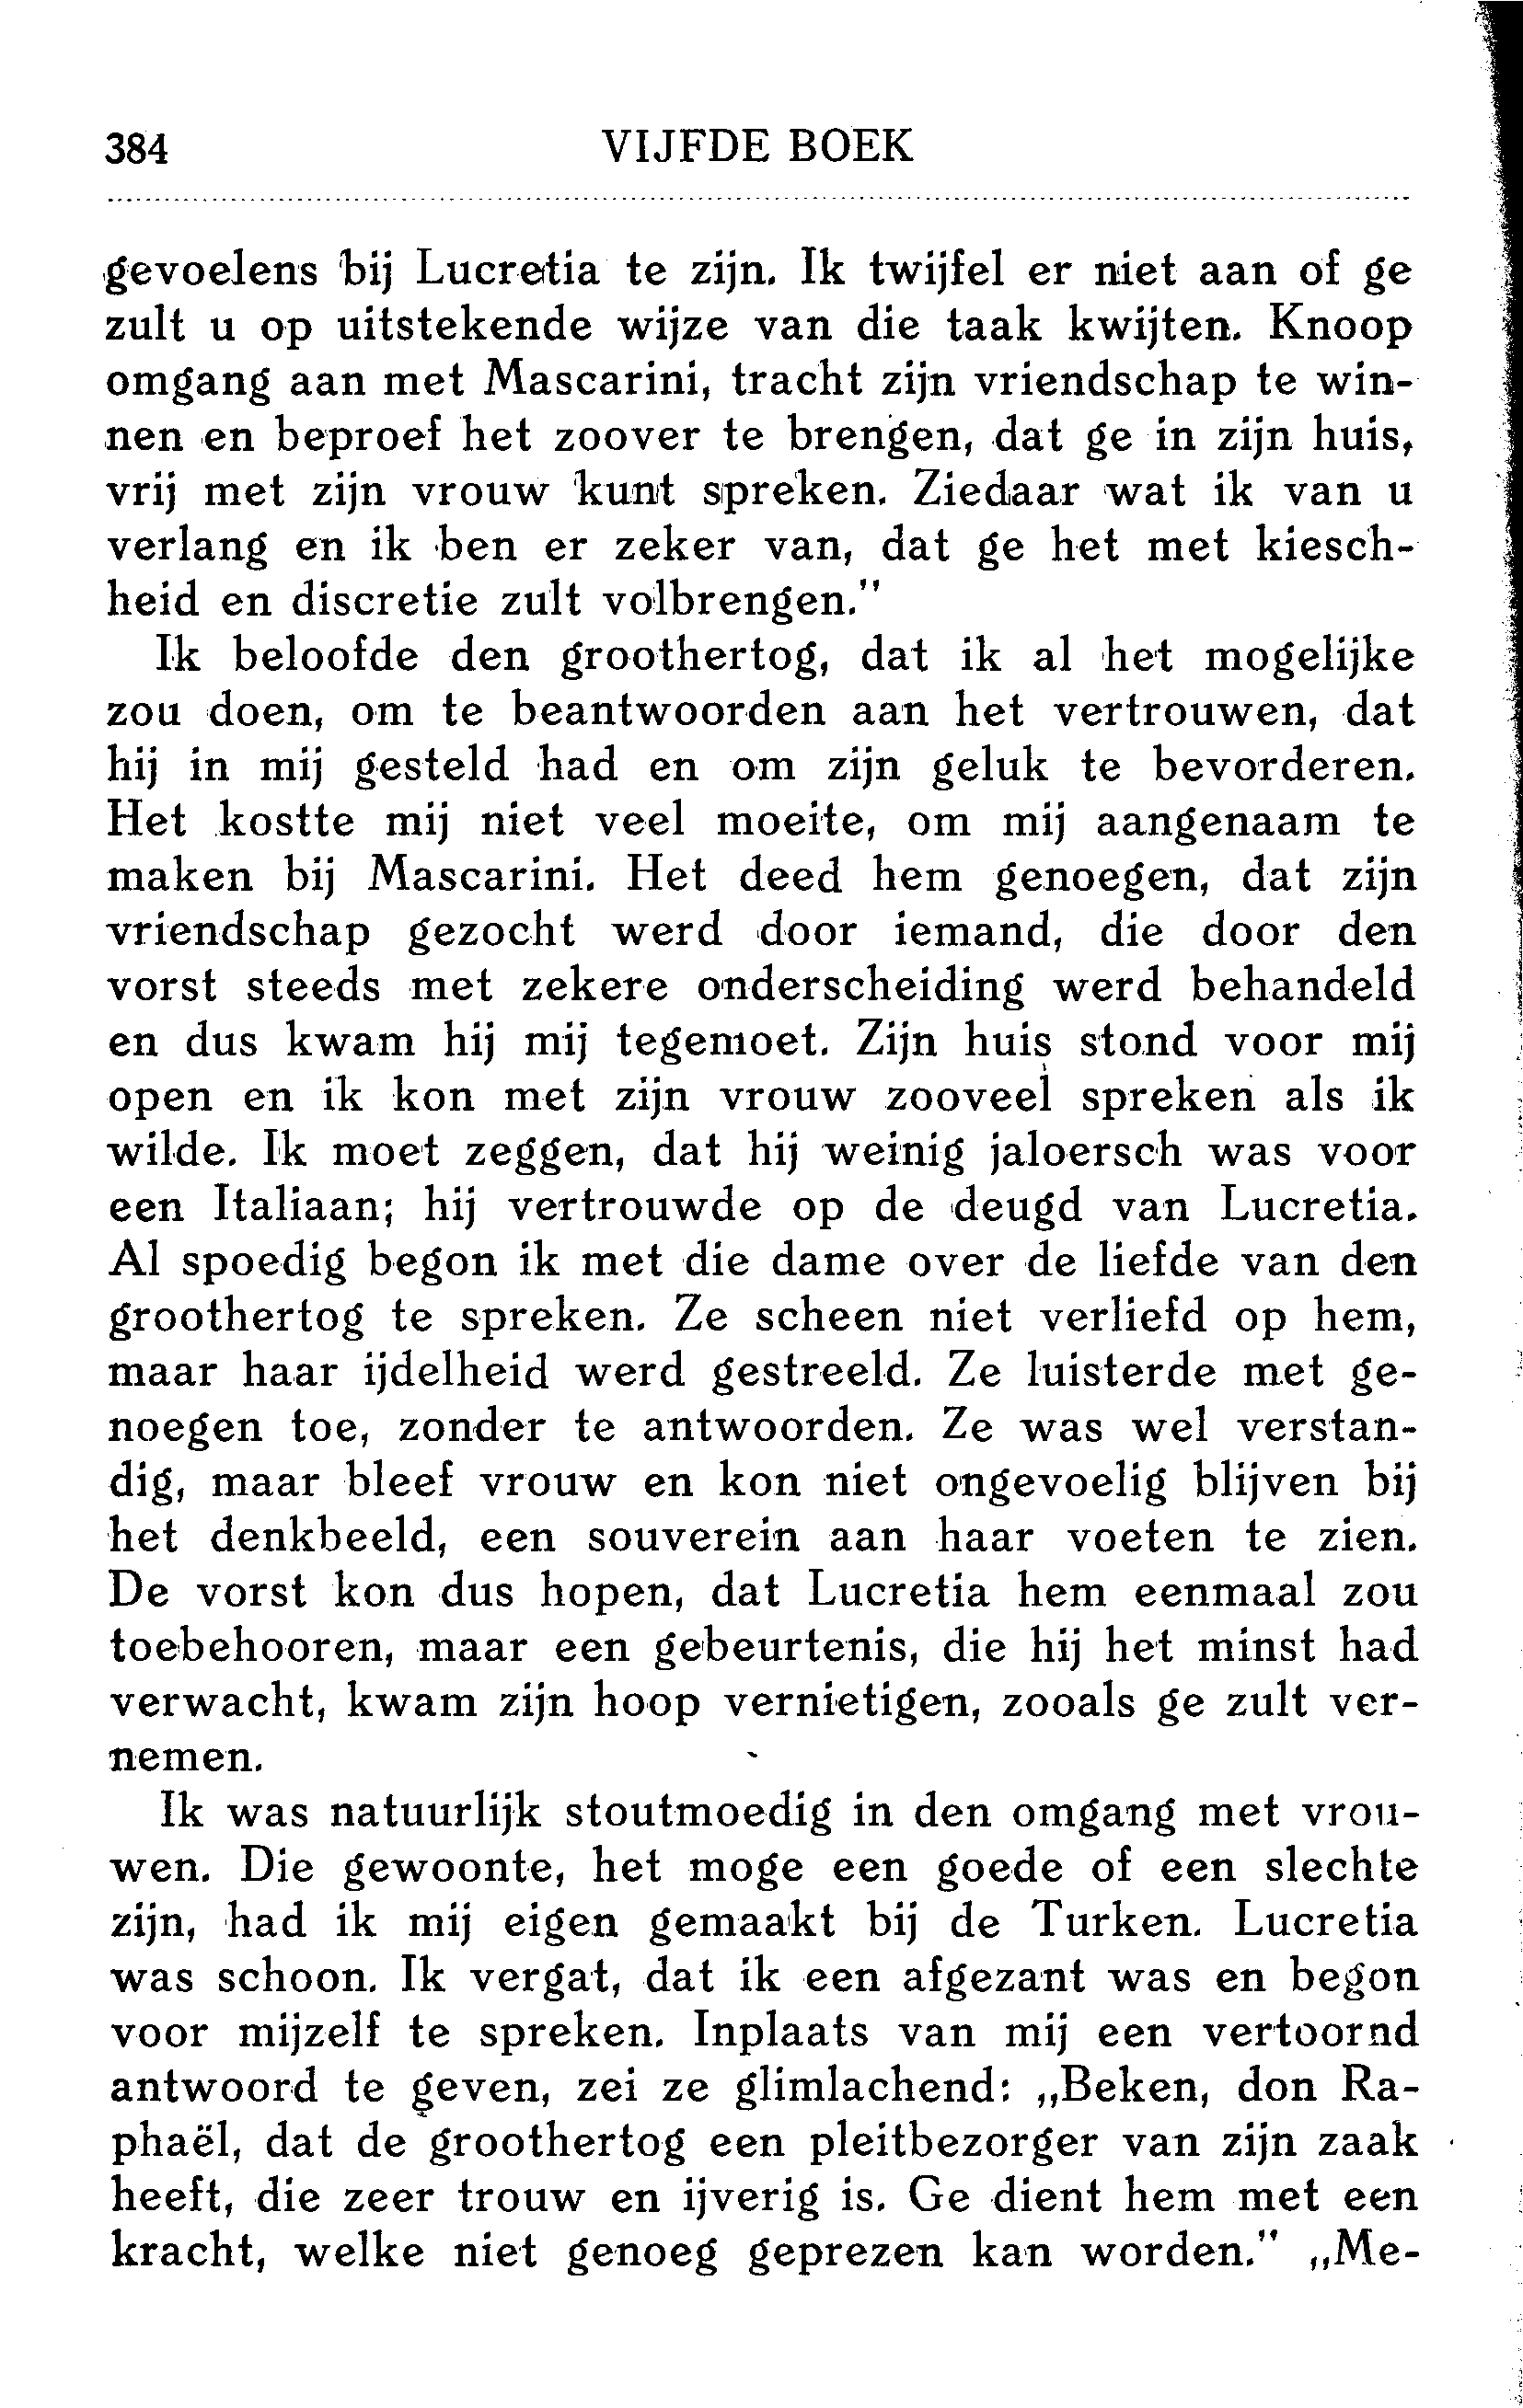 384 VIJFDE BOEK
gevoelens bij Lucretia te zijn. Ik twijfel er niet aan of ge
zult u op uitstekende wijze van die taak kwijten. Knoop
omgang aan met Mascarini, tracht zijn vriendschap te win-
nen en beproef het zoover te brengen, dat ge in zijn huis,
vrij met zijn vrouw kunt spreken. Ziedaar wat ik van u
verlang en ik ben er zeker van, dat ge het met kiesch-
heid en discretie zult volbrengen."
Ik beloofde den groothertog, dat ik al het mogelijke
zou doen, om te beantwoorden aan het vertrouwen, dat
hij in mij gesteld had en om zijn geluk te bevorderen.
Het kostte mij niet veel moeite, om mij aangenaam te
maken bij Mascarini. Het deed hem genoegen, dat zijn
vriendschap gezocht werd door iemand, die door den
vorst steeds met zekere onderscheiding werd behandeld
en dus kwam hij mij tegemoet. Zijn huis stond voor mij
open en ik kon met zijn vrouw zooveel spreken als ik
wilde. Ik moet zeggen, dat hij weinig jaloersch was voor
een Italiaan; hij vertrouwde op de deugd van Lucretia.
Al spoedig begon ik met die dame over de liefde van den
groothertog te spreken. Ze scheen niet verliefd op hem,
maar haar ijdelheid werd gestreeld. Ze luisterde met ge-
noegen toe, zonder te antwoorden. Ze was wel verstan-
dig, maar bleef vrouw en kon niet ongevoelig blijven bij
het denkbeeld, een souverein aan haar voeten te zien.
De vorst kon dus hopen, dat Lucretia hem eenmaal zou
toebehooren, maar een gebeurtenis, die hij het minst had
verwacht, kwam zijn hoop vernietigen, zooals ge zult ver-
nemen.
Ik was natuurlijk stoutmoedig in den omgang met vrou-
wen. Die gewoonte, het moge een goede of een slechte
zijn, had ik mij eigen gemaakt bij de Turken. Lucretia
was schoon. Ik vergat, dat ik een afgezant was en begon
voor mijzelf te spreken. Inplaats van mij een vertoornd
antwoord te geven, zei ze glimlachend: „Beken, don Ra-
phaël, dat de groothertog een pleitbezorger van zijn zaak
heeft, die zeer trouw en ijverig is. Ge dient hem met een
kracht, welke niet genoeg geprezen kan worden." „Me-